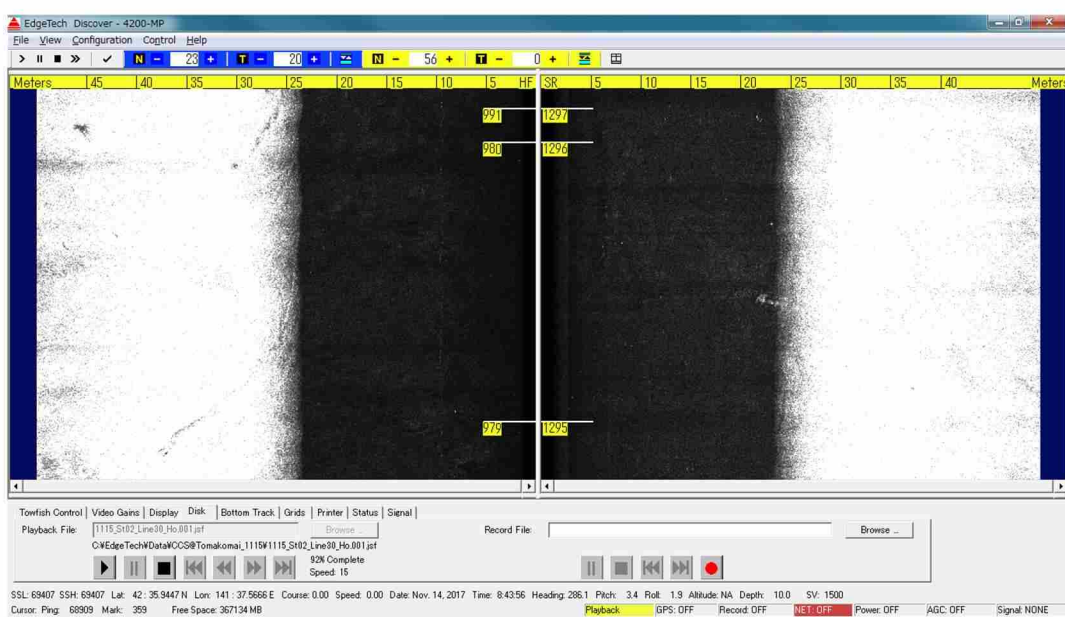 EdgeTech Discover - 4200-MP
File View Configuration Control Help
N - 23 + T - 20 + N - 56 + T - 0 +
Meters 45 40 35 30 25 20 15 10 5 HF SR 5 10 15 20 25 30 35 40 Meters
991 1297
980 1296
979 1295
Towfish Control Video Gains Display Disk Bottom Track Grids Printer Status Signal
Playback File: 1115_St02_Line30_Ho.001.jsf Browse ... Record File: Browse ...
C:¥EdgeTech¥Data¥CCS@Tomakomai_1115¥1115_St02_Line30_Ho.001.jsf
92% Complete
Speed: 15
SSL: 69407 SSH: 69407 Lat: 42 : 35.9447 N Lon: 141 : 37.5666 E Course: 0.00 Speed: 0.00 Date: Nov. 14, 2017 Time: 8:43:56 Heading: 286.1 Pitch: 3.4 Roll: 1.9 Altitude: NA Depth: 10.0 SV: 1500
Cursor: Ping: 68909 Mark: 359 Free Space: 367134 MB Playback GPS: OFF Record: OFF NET: OFF Power: OFF AGC: OFF Signal: NONE